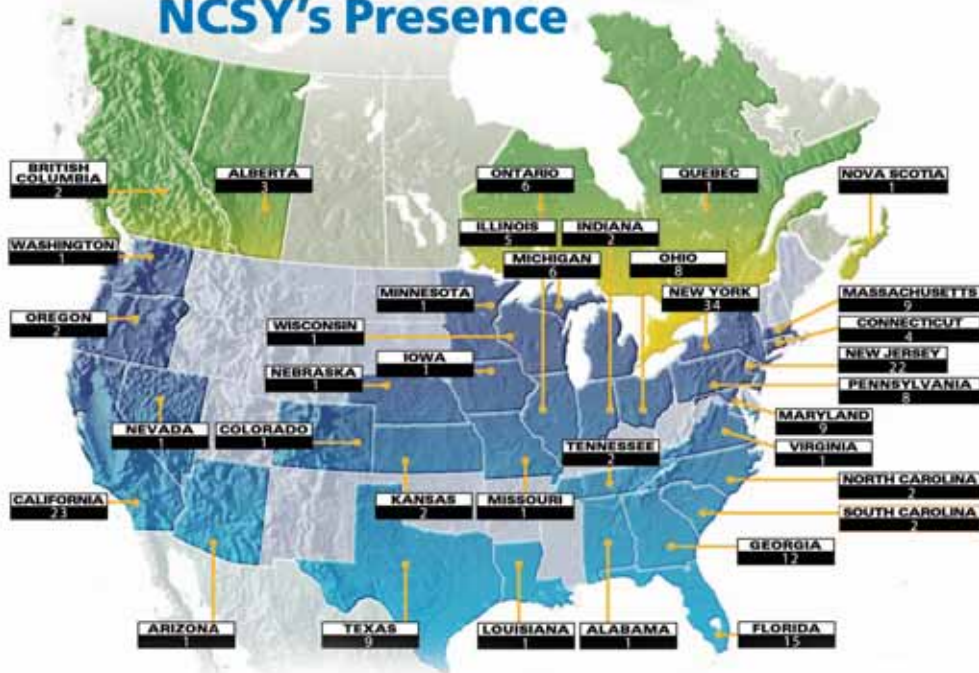 NCSY's Presence
BRITISH
COLUMBIA
2
ALBERTA
3
ONTARIO
6
QUEBEC
1
NOVA SCOTIA
1
ILLINOIS
5
INDIANA
2
MICHIGAN
6
OHIO
8
WASHINGTON
1
MINNESOTA
1
NEW YORK
34
MASSACHUSETTS
9
OREGON
2
WISCONSIN
1
CONNECTICUT
4
IOWA
1
NEW JERSEY
22
NEBRASKA
1
PENNSYLVANIA
8
MARYLAND
9
NEVADA
1
COLORADO
1
TENNESSEE
2
VIRGINIA
1
CALIFORNIA
23
KANSAS
2
MISSOURI
1
NORTH CAROLINA
2
SOUTH CAROLINA
2
GEORGIA
12
ARIZONA
1
TEXAS
9
LOUISIANA
1
ALABAMA
1
FLORIDA
15